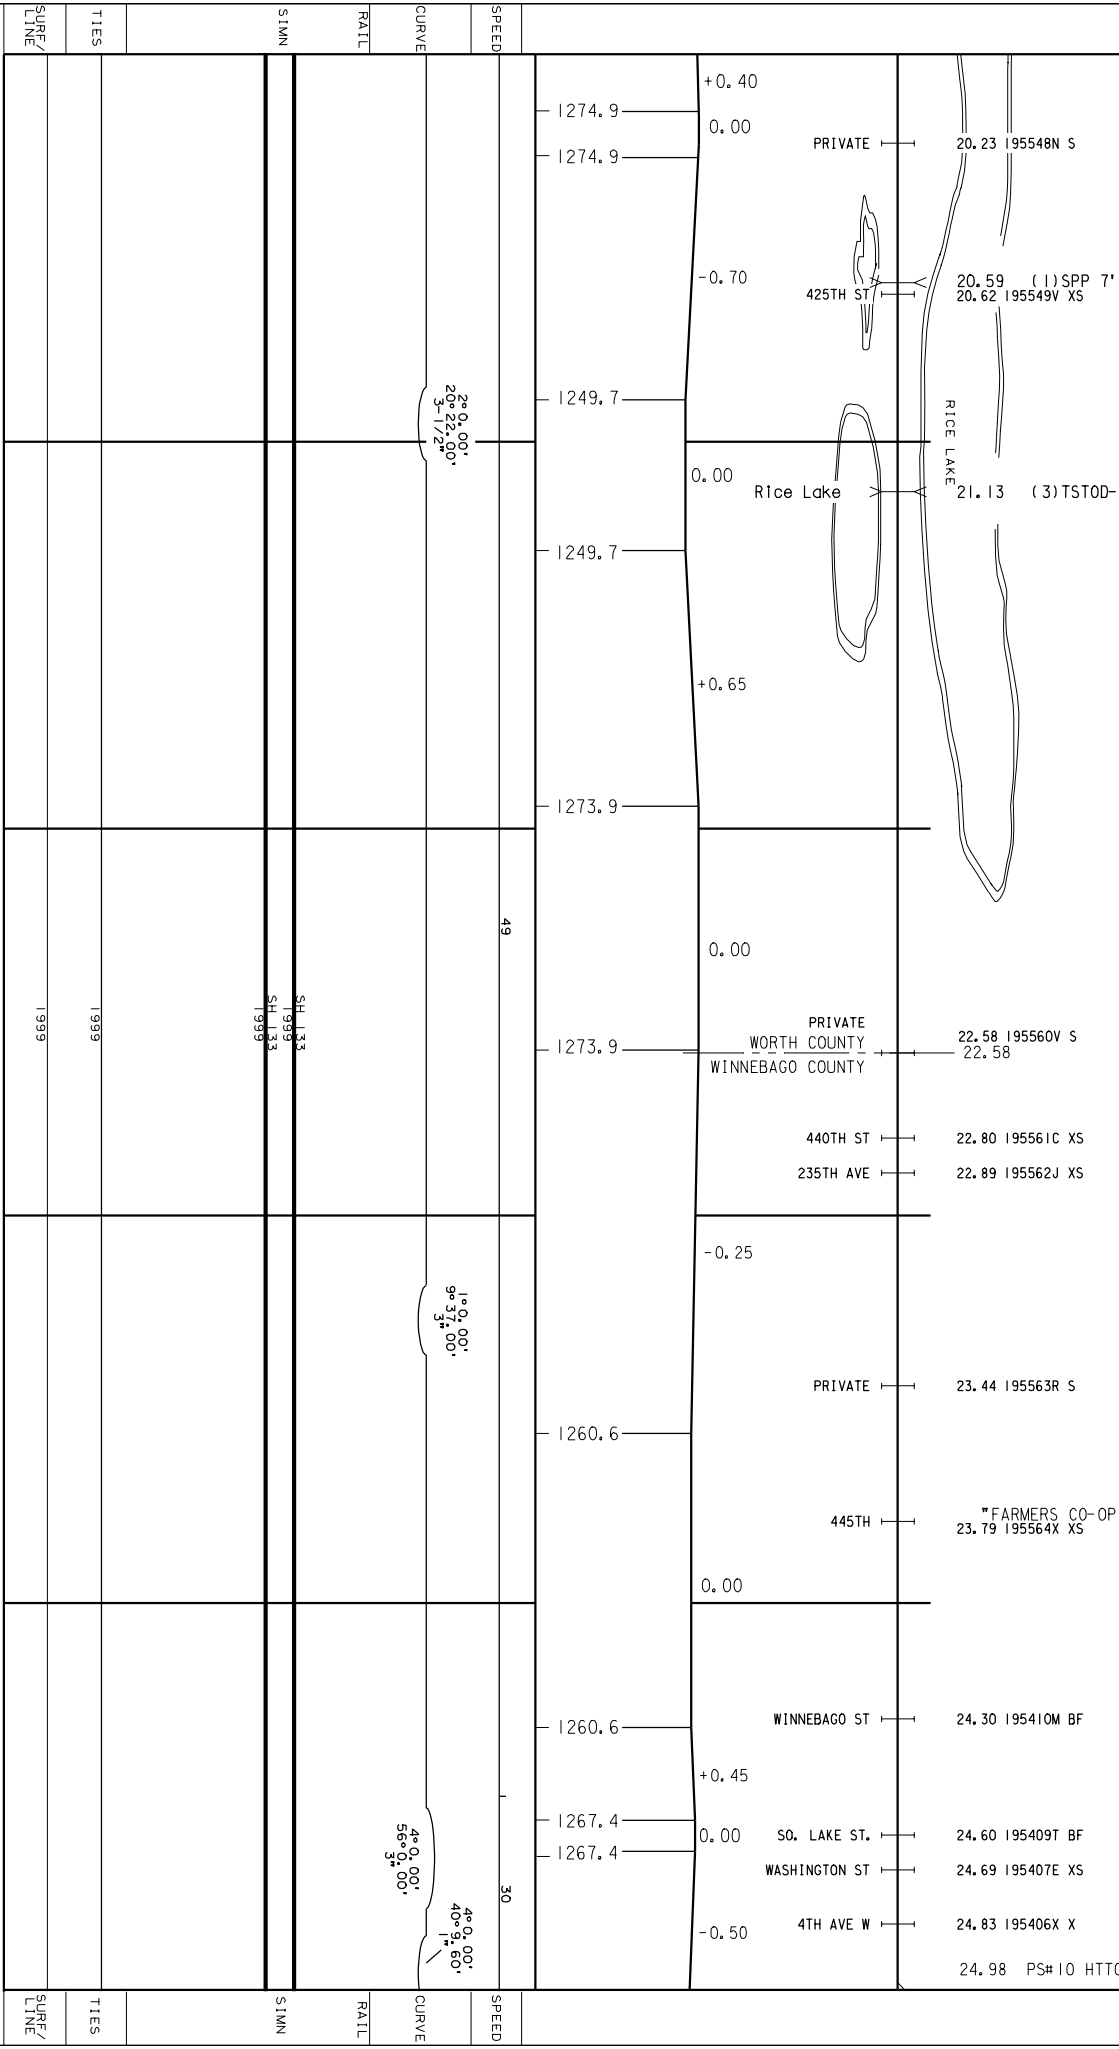 SURF/
LINE
TIES
SIMN
RAIL
CURVE
SPEED
+0.40
1274.9
0.00
PRIVATE 20.23 195548N S
1274.9
-0.70
20.59 (1)SPP 7'
425TH ST 20.62 195549V XS
2° 0.00'
20° 22.00'
3-1/2"
1249.7
RICE LAKE
0.00
Rice Lake 21.13 (3)TSTOD-
1249.7
+0.65
1273.9
49
0.00
1999
1999
SH 133
1999
SH 133
1999
PRIVATE 22.58 195560V S
WORTH COUNTY
1273.9
22.58
WINNEBAGO COUNTY
440TH ST 22.80 195561C XS
235TH AVE 22.89 195562J XS
-0.25
1° 0.00'
9° 37.00'
3"
PRIVATE 23.44 195563R S
1260.6
"FARMERS CO-OP
445TH 23.79 195564X XS
0.00
WINNEBAGO ST 24.30 195410M BF
1260.6
+0.45
1267.4
0.00
SO. LAKE ST. 24.60 195409T BF
1267.4
4° 0.00'
56° 0.00'
3"
WASHINGTON ST 24.69 195407E XS
30
4TH AVE W 24.83 195406X X
-0.50
4° 0.00'
40° 9.60'
1"
24.98 PS#10 HTTO
SURF/
LINE
TIES
SIMN
RAIL
CURVE
SPEED